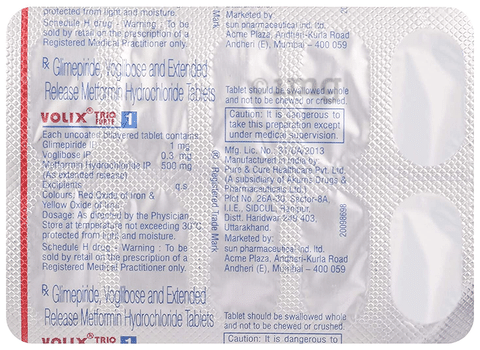 protected from light and moisture.
Schedule H drug - Warning : To be
sold by retail on the prescription of a
Registered Medical Practitioner only.
Rx Glimepiride, Voglibose and Extended
Release Metformin Hydrochloride Tablets
VOLIX® TRIO FORTE 1
Each uncoated bilayered tablet contains:
Glimepiride IP 1 mg
Voglibose IP 0.3 mg
Metformin Hydrochloride IP 500 mg
(As extended release)
Excipients q.s.
Colours: Red Oxide of Iron &
Yellow Oxide of Iron
Dosage: As directed by the Physician
Store at temperature not exceeding 30°C
protected from light and moisture.
Schedule H drug - Warning : To be
sold by retail on the prescription of a
Registered Medical Practitioner only.
Rx Glimepiride, Voglibose and Extended
Release Metformin Hydrochloride Tablets
VOLIX® TRIO 1
® Registered Trade Mark
Marketed by
sun pharmaceutical ind. ltd.
Acme Plaza, Andheri-Kurla Road
Andheri (E), Mumbai - 400 059
1mg
Tablet should be swallowed whole
and not to be chewed or crushed.
Caution: It is dangerous to
take this preparation except
under medical supervision.
Mfg. Lic. No.: 31/UA/2013
Manufactured in India by:
Pure & Cure Healthcare Pvt. Ltd.
(A subsidiary of Akums Drugs &
Pharmaceuticals Ltd.)
Plot No. 26A-30, Sector-8A,
I.I.E., SIDCUL, Ranipur,
Distt. Haridwar-249 403,
Uttarakhand.
Marketed by:
sun pharmaceutical ind. ltd.
Acme Plaza, Andheri-Kurla Road
Andheri (E), Mumbai - 400 059
Tablet should be swallowed whole
and not to be chewed or crushed.
Caution: It is dangerous to